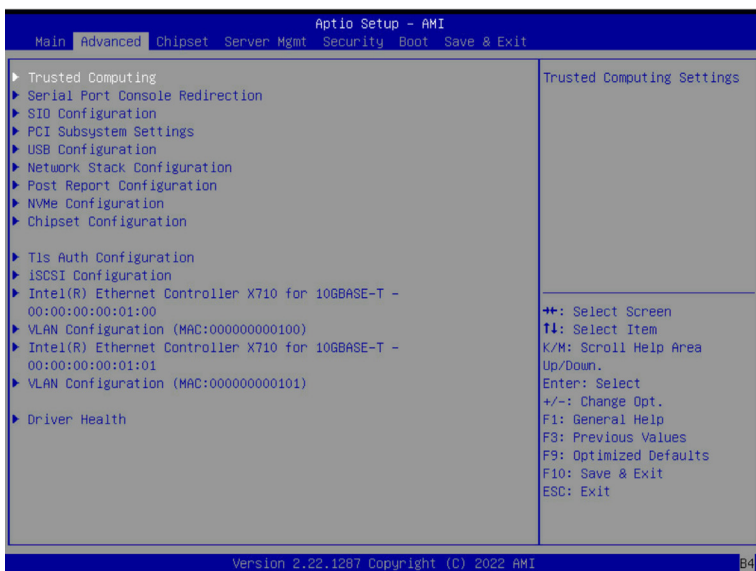 Aptio Setup - AMI
Main Advanced Chipset Server Mgmt Security Boot Save & Exit
Trusted Computing
Serial Port Console Redirection
SIO Configuration
PCI Subsystem Settings
USB Configuration
Network Stack Configuration
Post Report Configuration
NVMe Configuration
Chipset Configuration
Tls Auth Configuration
iSCSI Configuration
Intel(R) Ethernet Controller X710 for 10GBASE-T -
00:00:00:00:01:00
VLAN Configuration (MAC:000000000100)
Intel(R) Ethernet Controller X710 for 10GBASE-T -
00:00:00:00:01:01
VLAN Configuration (MAC:000000000101)
Driver Health
Trusted Computing Settings
→←: Select Screen
↑↓: Select Item
K/M: Scroll Help Area
Up/Down.
Enter: Select
+/-: Change Opt.
F1: General Help
F3: Previous Values
F9: Optimized Defaults
F10: Save & Exit
ESC: Exit
Version 2.22.1287 Copyright (C) 2022 AMI
B4